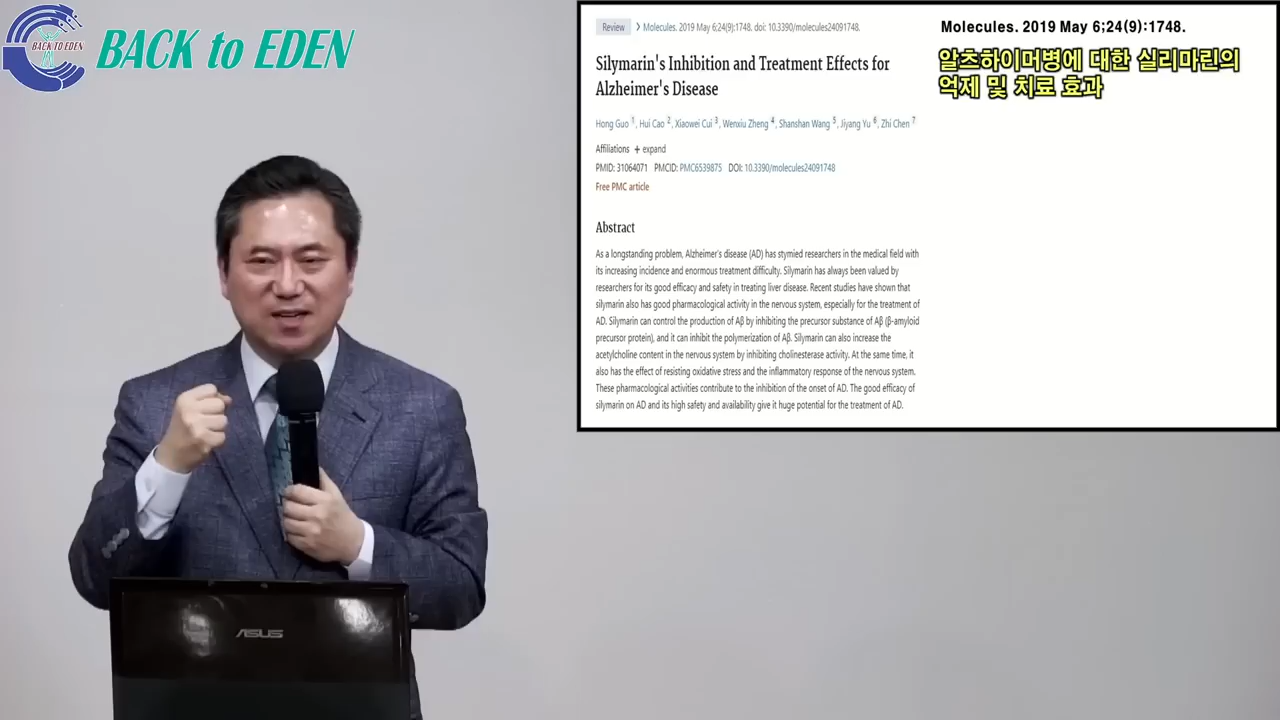 BACK TO EDEN
BACK to EDEN
Review
Molecules. 2019 May 6;24(9):1748. doi: 10.3390/molecules24091748.
Silymarin's Inhibition and Treatment Effects for
Alzheimer's Disease
Hong Guo 1, Hui Cao 2, Xiaowei Cui 3, Wenxiu Zheng 4, Shanshan Wang 5, Jiyang Yu 6, Zhi Chen 7
Affiliations + expand
PMID: 31064071 PMCID: PMC6539875 DOI: 10.3390/molecules24091748
Free PMC article
Abstract
As a longstanding problem, Alzheimer's disease (AD) has stymied researchers in the medical field with
its increasing incidence and enormous treatment difficulty. Silymarin has always been valued by
researchers for its good efficacy and safety in treating liver disease. Recent studies have shown that
silymarin also has good pharmacological activity in the nervous system, especially for the treatment of
AD. Silymarin can control the production of Aβ by inhibiting the precursor substance of Aβ (β-amyloid
precursor protein), and it can inhibit the polymerization of Aβ. Silymarin can also increase the
acetylcholine content in the nervous system by inhibiting cholinesterase activity. At the same time, it
also has the effect of resisting oxidative stress and the inflammatory response of the nervous system.
These pharmacological activities contribute to the inhibition of the onset of AD. The good efficacy of
silymarin on AD and its high safety and availability give it huge potential for the treatment of AD.
Molecules. 2019 May 6;24(9):1748.
알츠하이머병에 대한 실리마린의
억제 및 치료 효과
ASUS